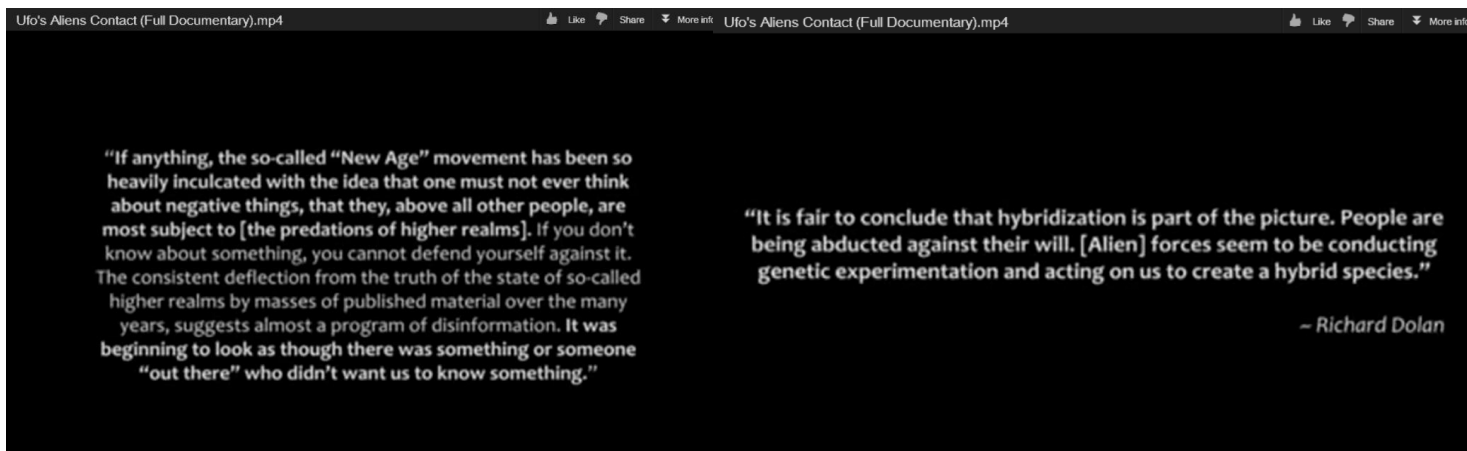 Ufo's Aliens Contact (Full Documentary).mp4
Like
Share
More info
“If anything, the so-called “New Age” movement has been so
heavily inculcated with the idea that one must not ever think
about negative things, that they, above all other people, are
most subject to [the predations of higher realms]. If you don’t
know about something, you cannot defend yourself against it.
The consistent deflection from the truth of the state of so-called
higher realms by masses of published material over the many
years, suggests almost a program of disinformation. It was
beginning to look as though there was something or someone
“out there” who didn’t want us to know something.”
Ufo's Aliens Contact (Full Documentary).mp4
Like
Share
More info
“It is fair to conclude that hybridization is part of the picture. People are
being abducted against their will. [Alien] forces seem to be conducting
genetic experimentation and acting on us to create a hybrid species.”
~ Richard Dolan